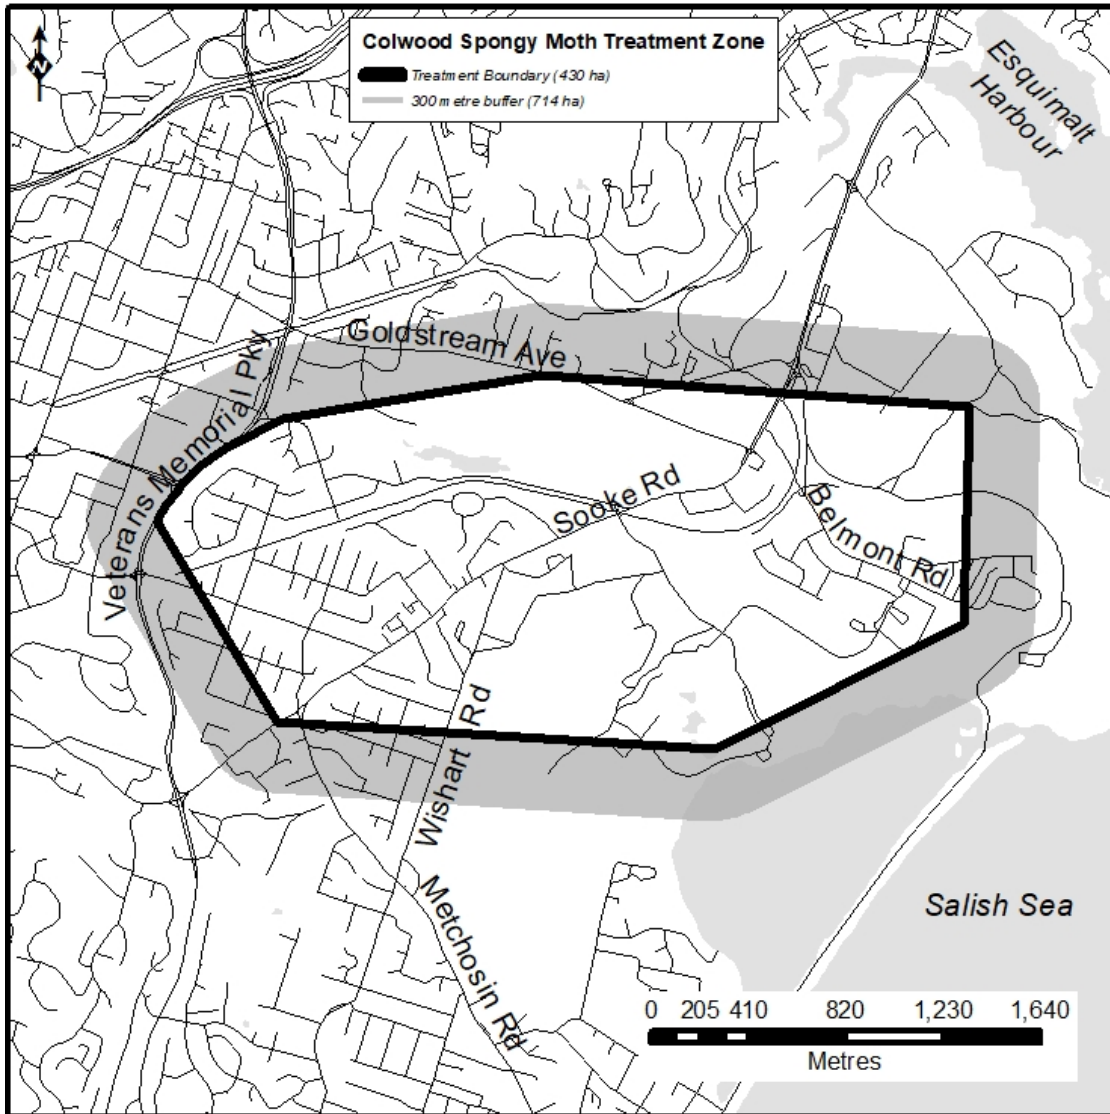 N
Colwood Spongy Moth Treatment Zone
Treatment Boundary (430 ha)
300 metre buffer (714 ha)
Esquimalt
Harbour
Goldstream Ave
Veterans Memorial Pky
Sooke Rd
Belmont Rd
Wishart Rd
Metchosin Rd
Salish Sea
0 205 410 820 1,230 1,640
Metres